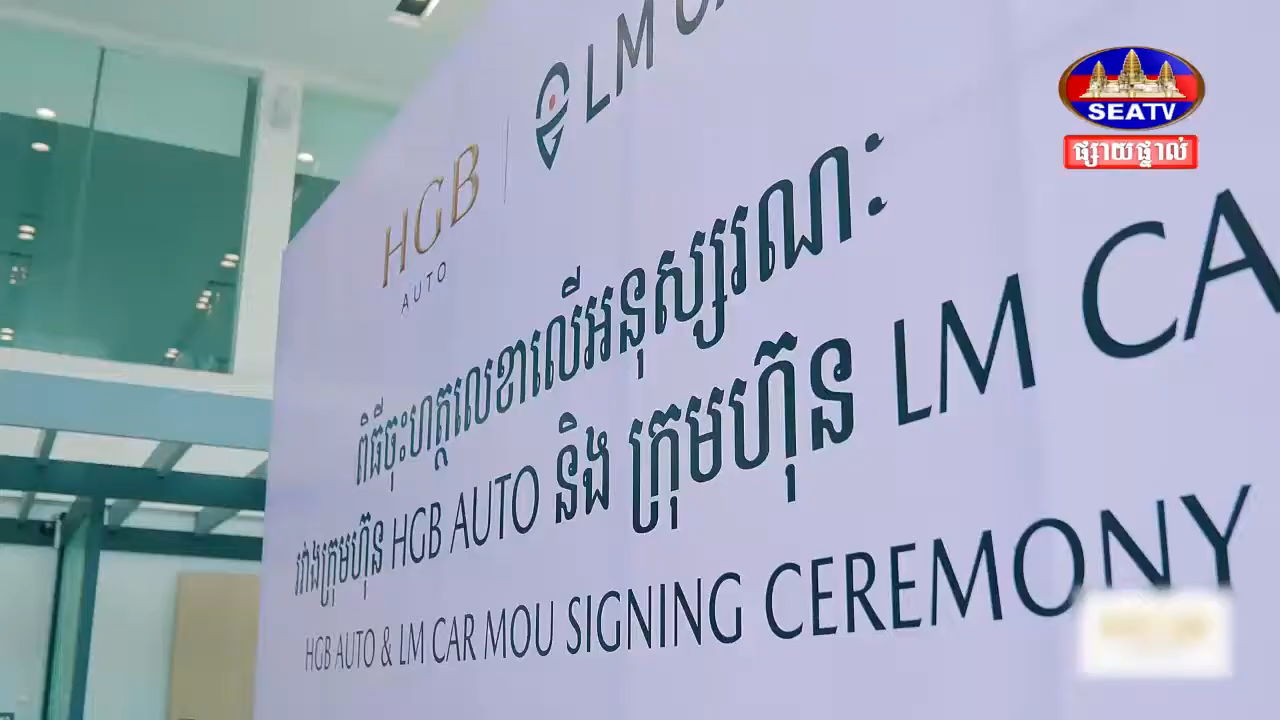 SEATV
ផ្សាយផ្ទាល់
HGB
AUTO
LM
ពិធីចុះហត្ថលេខាលើអនុស្សរណៈ
រវាងក្រុមហ៊ុន HGB AUTO និង ក្រុមហ៊ុន LM CA
HGB AUTO & LM CAR MOU SIGNING CEREMONY